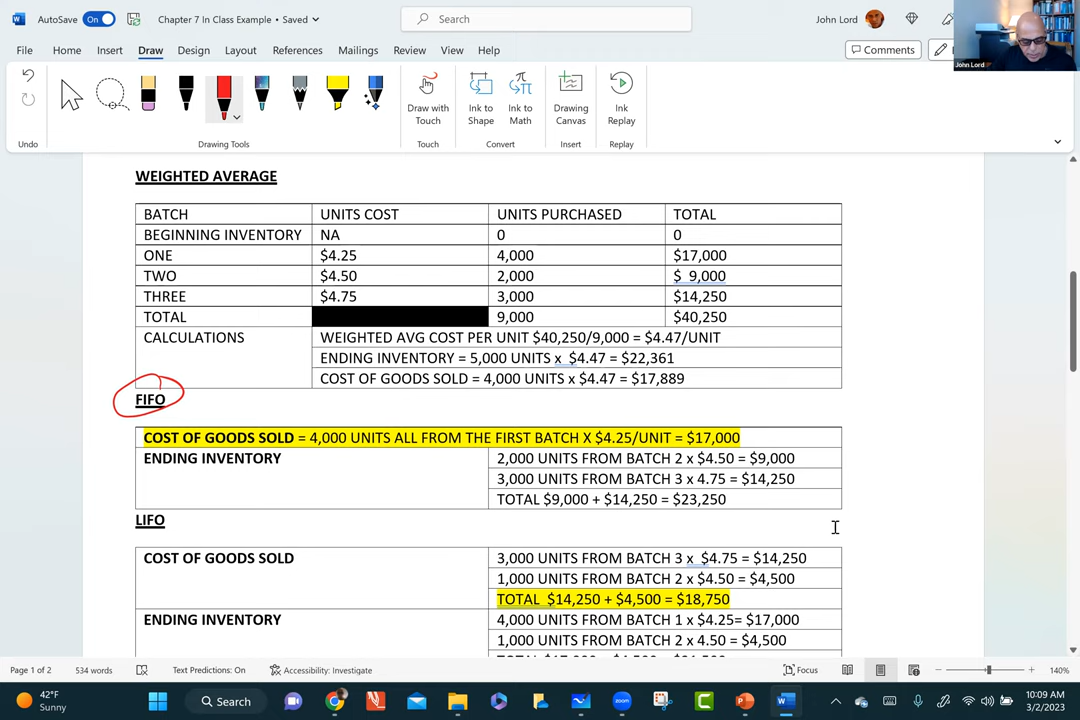 AutoSave On Chapter 7 In Class Example • Saved Search John Lord
File Home Insert Draw Design Layout References Mailings Review View Help Comments
John Lord
Undo
Draw with Touch
Ink to Shape
Ink to Math
Drawing Canvas
Ink Replay
Undo Drawing Tools Touch Convert Insert Replay
WEIGHTED AVERAGE
BATCH UNITS COST UNITS PURCHASED TOTAL
BEGINNING INVENTORY NA 0 0
ONE $4.25 4,000 $17,000
TWO $4.50 2,000 $ 9,000
THREE $4.75 3,000 $14,250
TOTAL 9,000 $40,250
CALCULATIONS WEIGHTED AVG COST PER UNIT $40,250/9,000 = $4.47/UNIT
ENDING INVENTORY = 5,000 UNITS x $4.47 = $22,361
COST OF GOODS SOLD = 4,000 UNITS x $4.47 = $17,889
FIFO
COST OF GOODS SOLD = 4,000 UNITS ALL FROM THE FIRST BATCH X $4.25/UNIT = $17,000
ENDING INVENTORY 2,000 UNITS FROM BATCH 2 x $4.50 = $9,000
3,000 UNITS FROM BATCH 3 x 4.75 = $14,250
TOTAL $9,000 + $14,250 = $23,250
LIFO
COST OF GOODS SOLD 3,000 UNITS FROM BATCH 3 x $4.75 = $14,250
1,000 UNITS FROM BATCH 2 x $4.50 = $4,500
TOTAL $14,250 + $4,500 = $18,750
ENDING INVENTORY 4,000 UNITS FROM BATCH 1 x $4.25= $17,000
1,000 UNITS FROM BATCH 2 x 4.50 = $4,500
Page 1 of 2 534 words Text Predictions: On Accessibility: Investigate Focus 140%
42°F
Sunny
Search
10:09 AM
3/2/2023